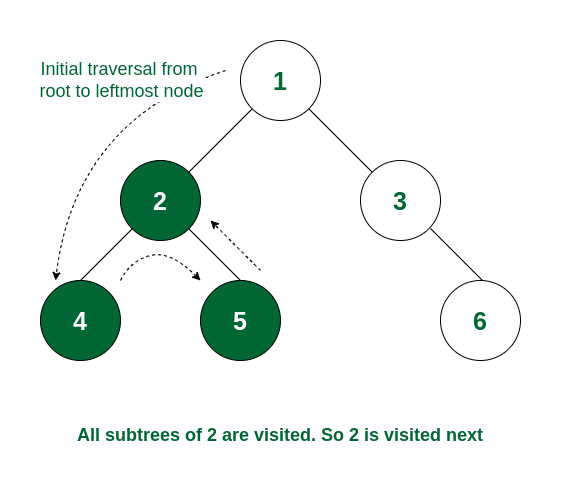 Initial traversal from
root to leftmost node
1
2
3
4
5
6
All subtrees of 2 are visited. So 2 is visited next